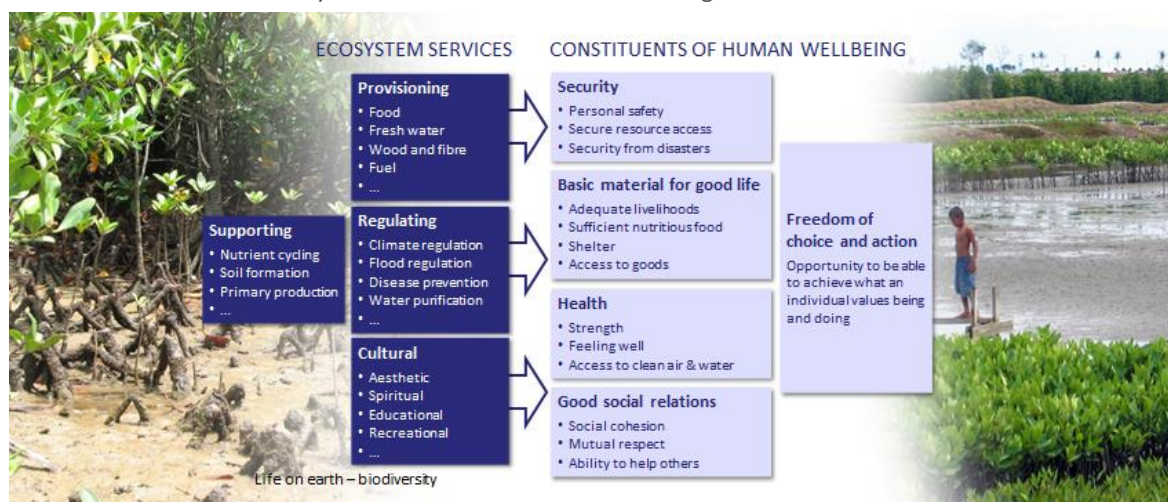 ECOSYSTEM SERVICES
CONSTITUENTS OF HUMAN WELLBEING
Supporting
• Nutrient cycling
• Soil formation
• Primary production
• ...
Provisioning
• Food
• Fresh water
• Wood and fibre
• Fuel
• ...
Regulating
• Climate regulation
• Flood regulation
• Disease prevention
• Water purification
• ...
Cultural
• Aesthetic
• Spiritual
• Educational
• Recreational
• ...
Security
• Personal safety
• Secure resource access
• Security from disasters
Basic material for good life
• Adequate livelihoods
• Sufficient nutritious food
• Shelter
• Access to goods
Health
• Strength
• Feeling well
• Access to clean air & water
Good social relations
• Social cohesion
• Mutual respect
• Ability to help others
Freedom of
choice and action
Opportunity to be able
to achieve what an
individual values being
and doing
Life on earth – biodiversity